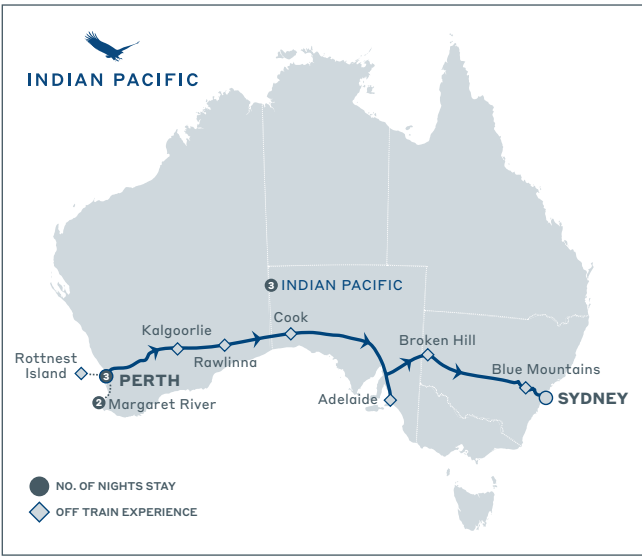 INDIAN PACIFIC
3 INDIAN PACIFIC
Cook
Kalgoorlie
Rawlinna
Broken Hill
Rottnest
Island
3 PERTH
Blue Mountains
2 Margaret River
Adelaide
SYDNEY
NO. OF NIGHTS STAY
OFF TRAIN EXPERIENCE